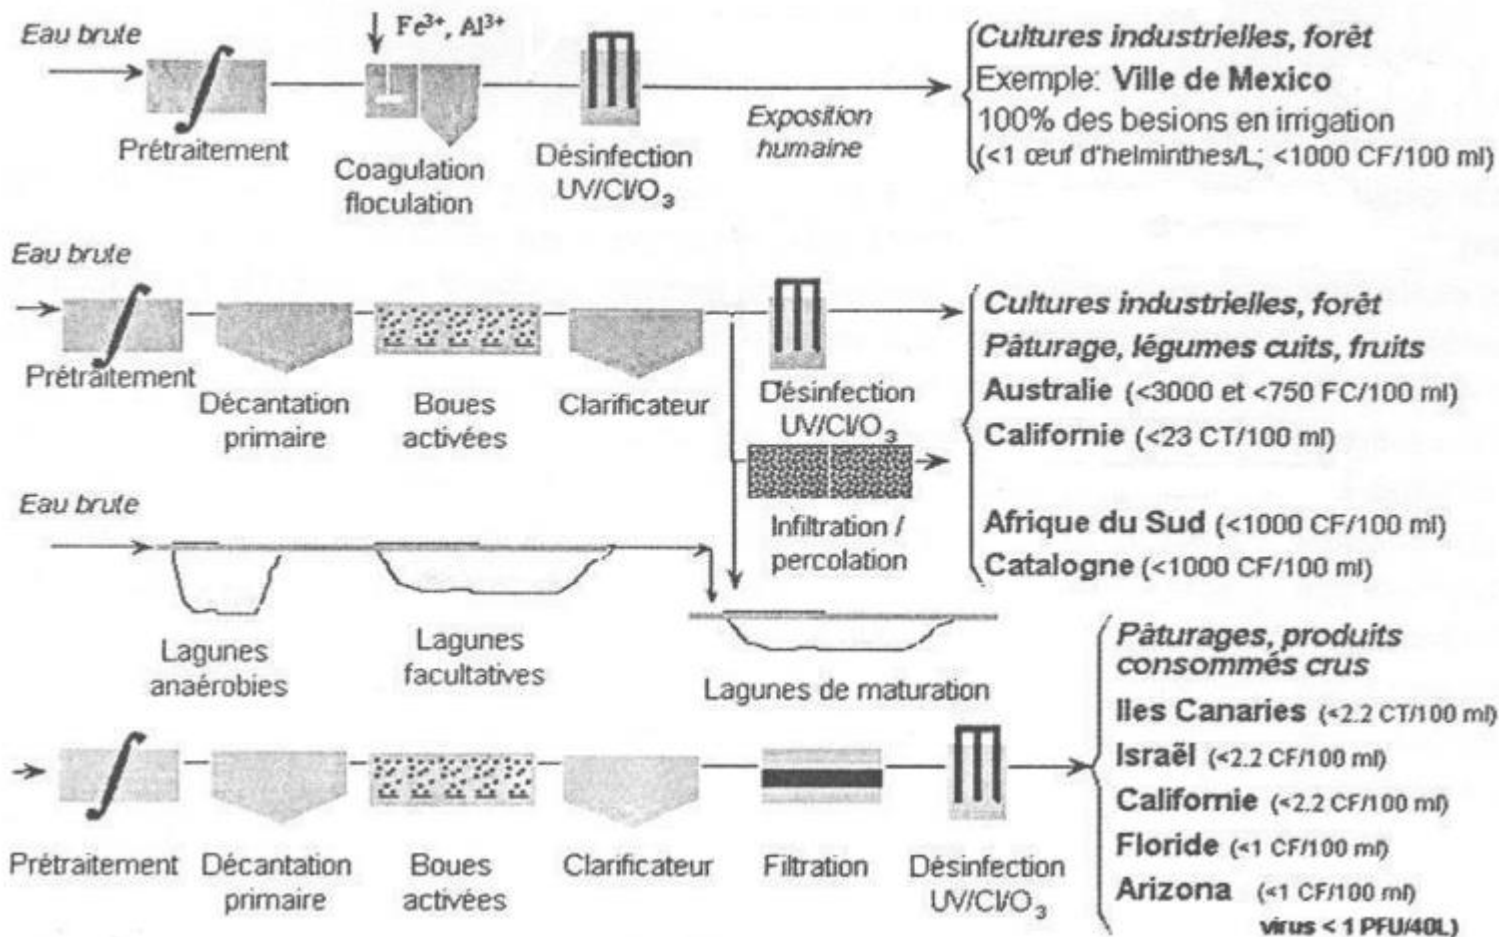 Eau brute
Fe³⁺, Al³⁺
Prétraitement
Coagulation
floculation
Désinfection
UV/Cl/O₃
Exposition
humaine
Cultures industrielles, forêt
Exemple: Ville de Mexico
100% des besions en irrigation
(<1 œuf d'helminthes/L; <1000 CF/100 ml)
Eau brute
Prétraitement
Décantation
primaire
Boues
activées
Clarificateur
Désinfection
UV/Cl/O₃
Infiltration /
percolation
Cultures industrielles, forêt
Pâturage, légumes cuits, fruits
Australie (<3000 et <750 FC/100 ml)
Californie (<23 CT/100 ml)
Afrique du Sud (<1000 CF/100 ml)
Catalogne (<1000 CF/100 ml)
Eau brute
Lagunes
anaérobies
Lagunes
facultatives
Lagunes de maturation
Prétraitement
Décantation
primaire
Boues
activées
Clarificateur
Filtration
Désinfection
UV/Cl/O₃
Pâturages, produits
consommés crus
Iles Canaries (<2.2 CT/100 ml)
Israël (<2.2 CF/100 ml)
Californie (<2.2 CF/100 ml)
Floride (<1 CF/100 ml)
Arizona (<1 CF/100 ml)
virus < 1 PFU/40L)